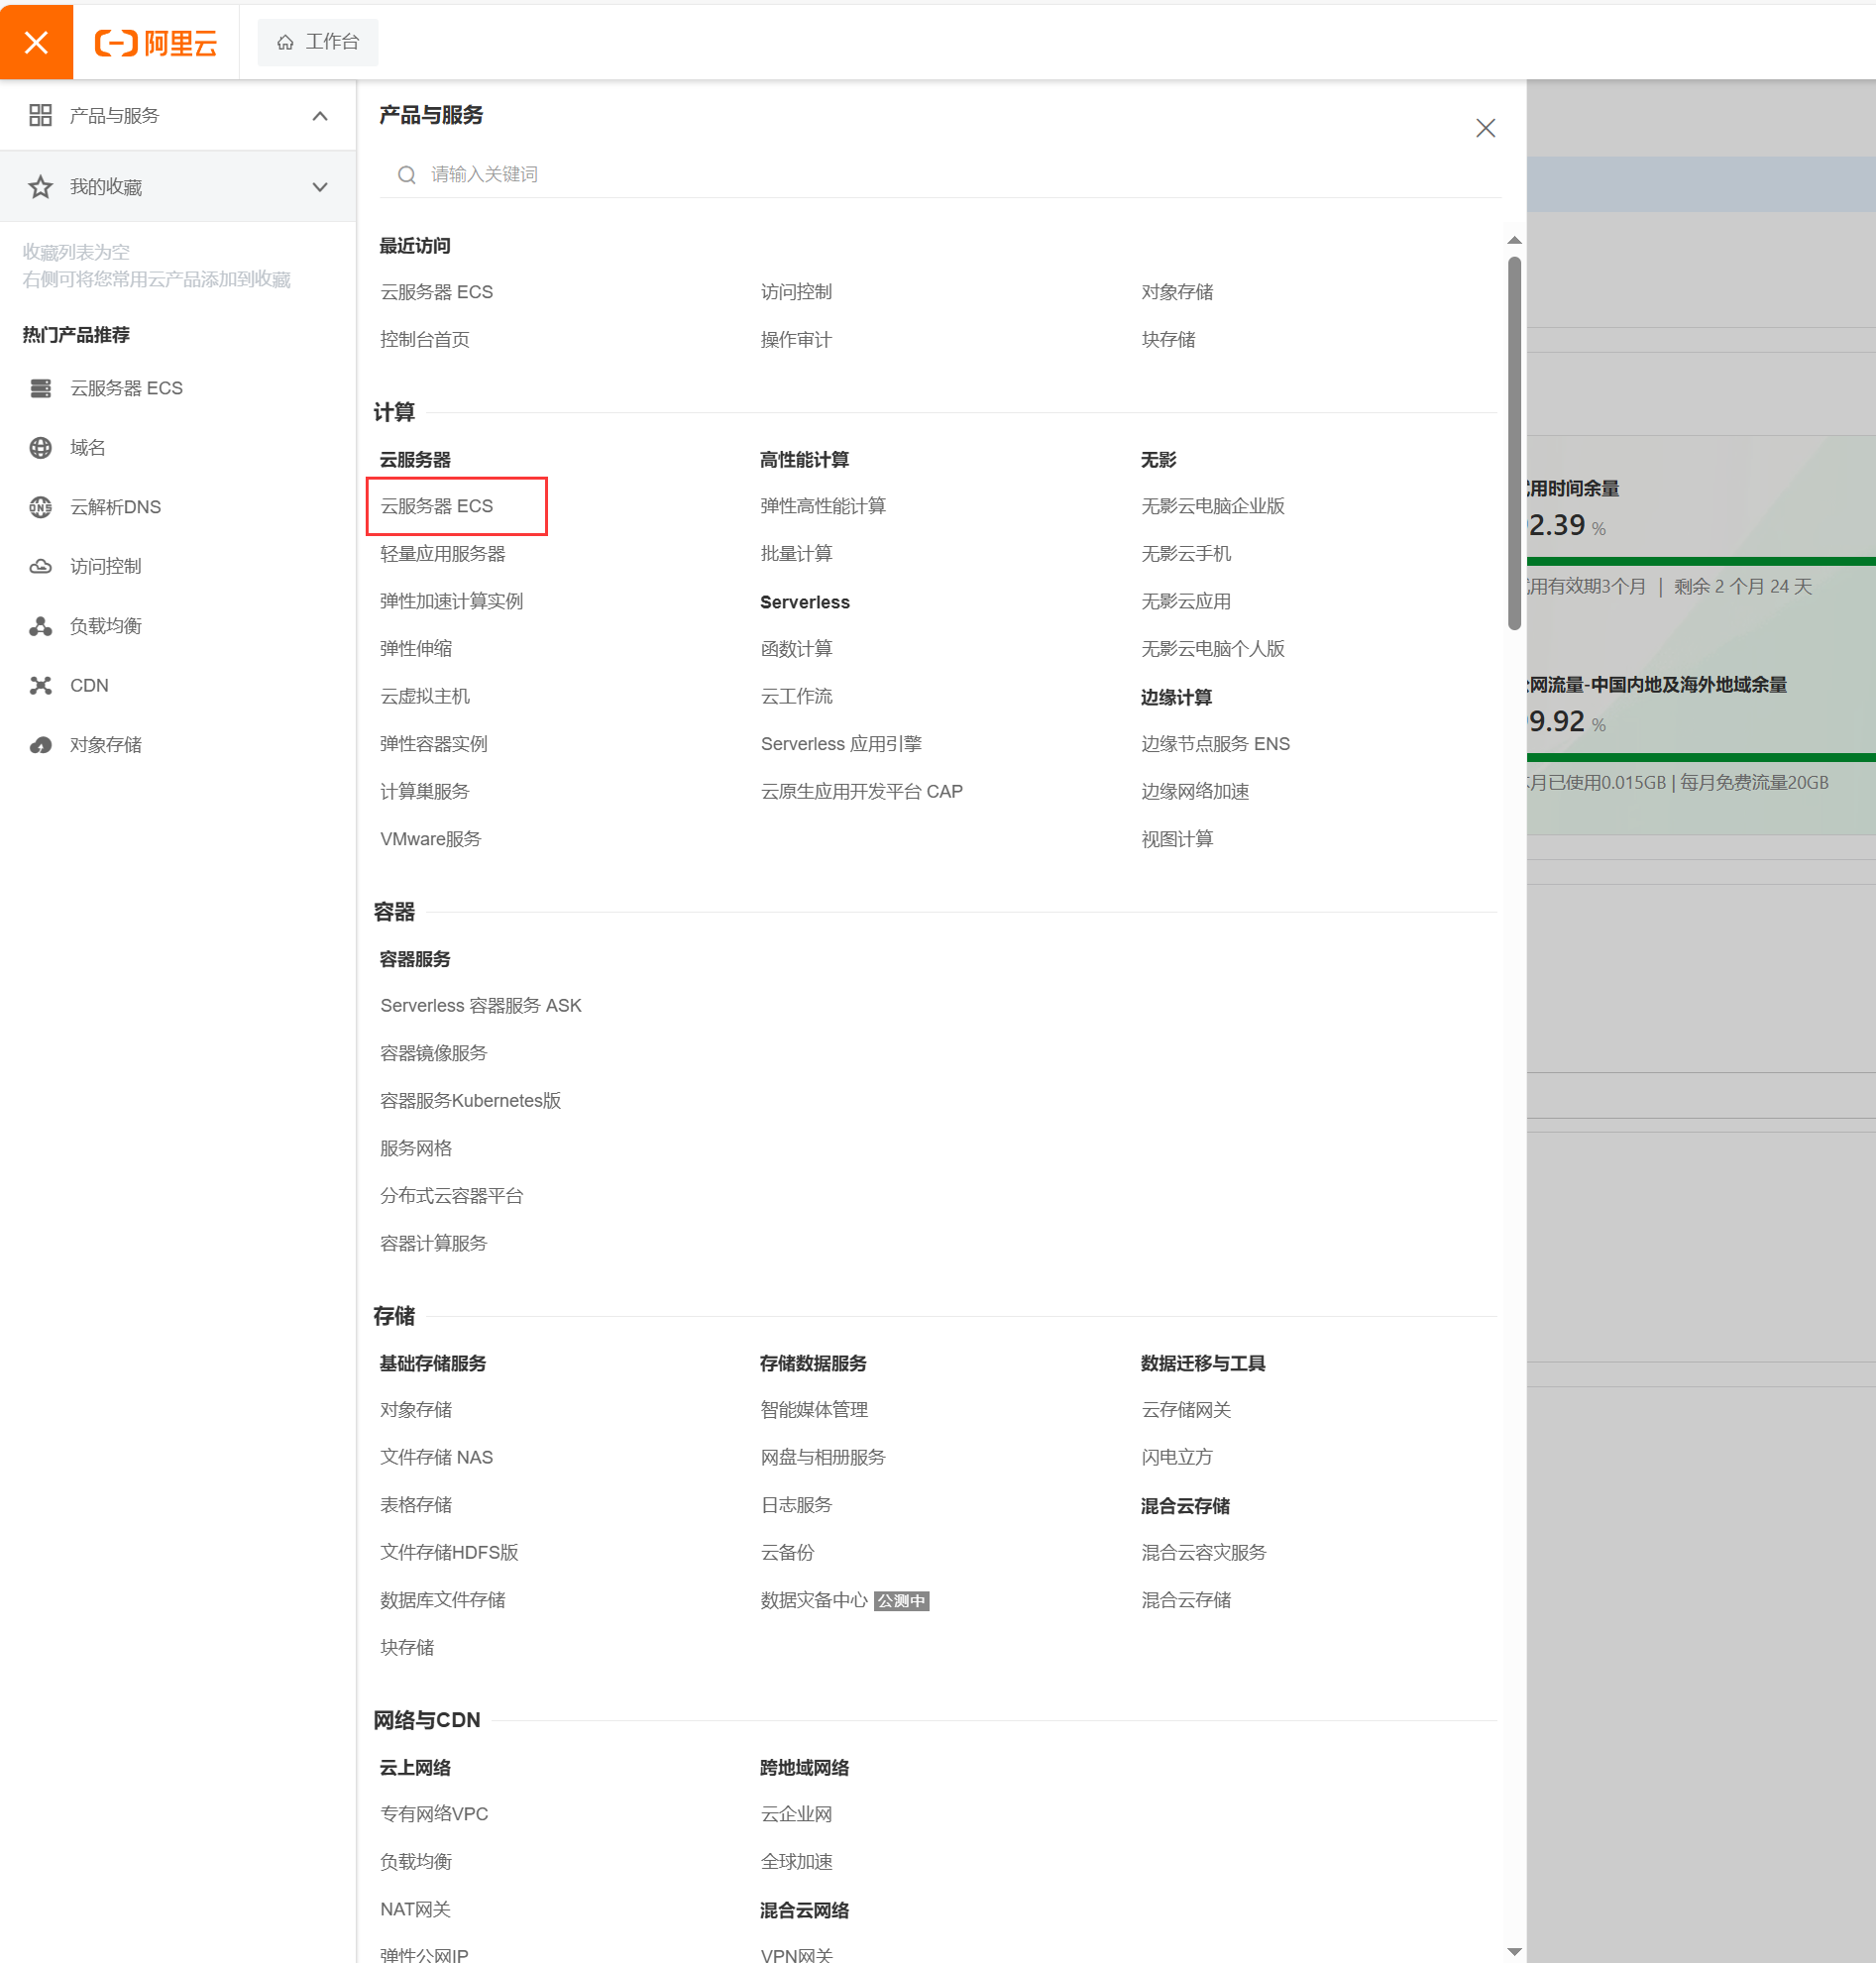 阿里云
工作台
产品与服务
我的收藏
收藏列表为空
右侧可将您常用云产品添加到收藏
热门产品推荐
云服务器 ECS
域名
DNS
云解析DNS
访问控制
负载均衡
CDN
对象存储
产品与服务
请输入关键词
最近访问
云服务器 ECS
访问控制
对象存储
控制台首页
操作审计
块存储
计算
云服务器
云服务器 ECS
轻量应用服务器
弹性加速计算实例
弹性伸缩
云虚拟主机
弹性容器实例
计算巢服务
VMware服务
高性能计算
弹性高性能计算
批量计算
Serverless
函数计算
云工作流
Serverless 应用引擎
云原生应用开发平台 CAP
无影
无影云电脑企业版
无影云手机
无影云应用
无影云电脑个人版
边缘计算
边缘节点服务 ENS
边缘网络加速
视图计算
容器
容器服务
Serverless 容器服务 ASK
容器镜像服务
容器服务Kubernetes版
服务网格
分布式云容器平台
容器计算服务
存储
基础存储服务
对象存储
文件存储 NAS
表格存储
文件存储HDFS版
数据库文件存储
块存储
存储数据服务
智能媒体管理
网盘与相册服务
日志服务
云备份
数据灾备中心 公测中
数据迁移与工具
云存储网关
闪电立方
混合云存储
混合云容灾服务
混合云存储
网络与CDN
云上网络
专有网络VPC
负载均衡
NAT网关
弹性公网IP
跨地域网络
云企业网
全球加速
混合云网络
VPN网关
用时间余量
2.39 %
用有效期3个月 | 剩余 2 个月 24 天
网流量-中国内地及海外地域余量
9.92 %
月已使用0.015GB | 每月免费流量20GB